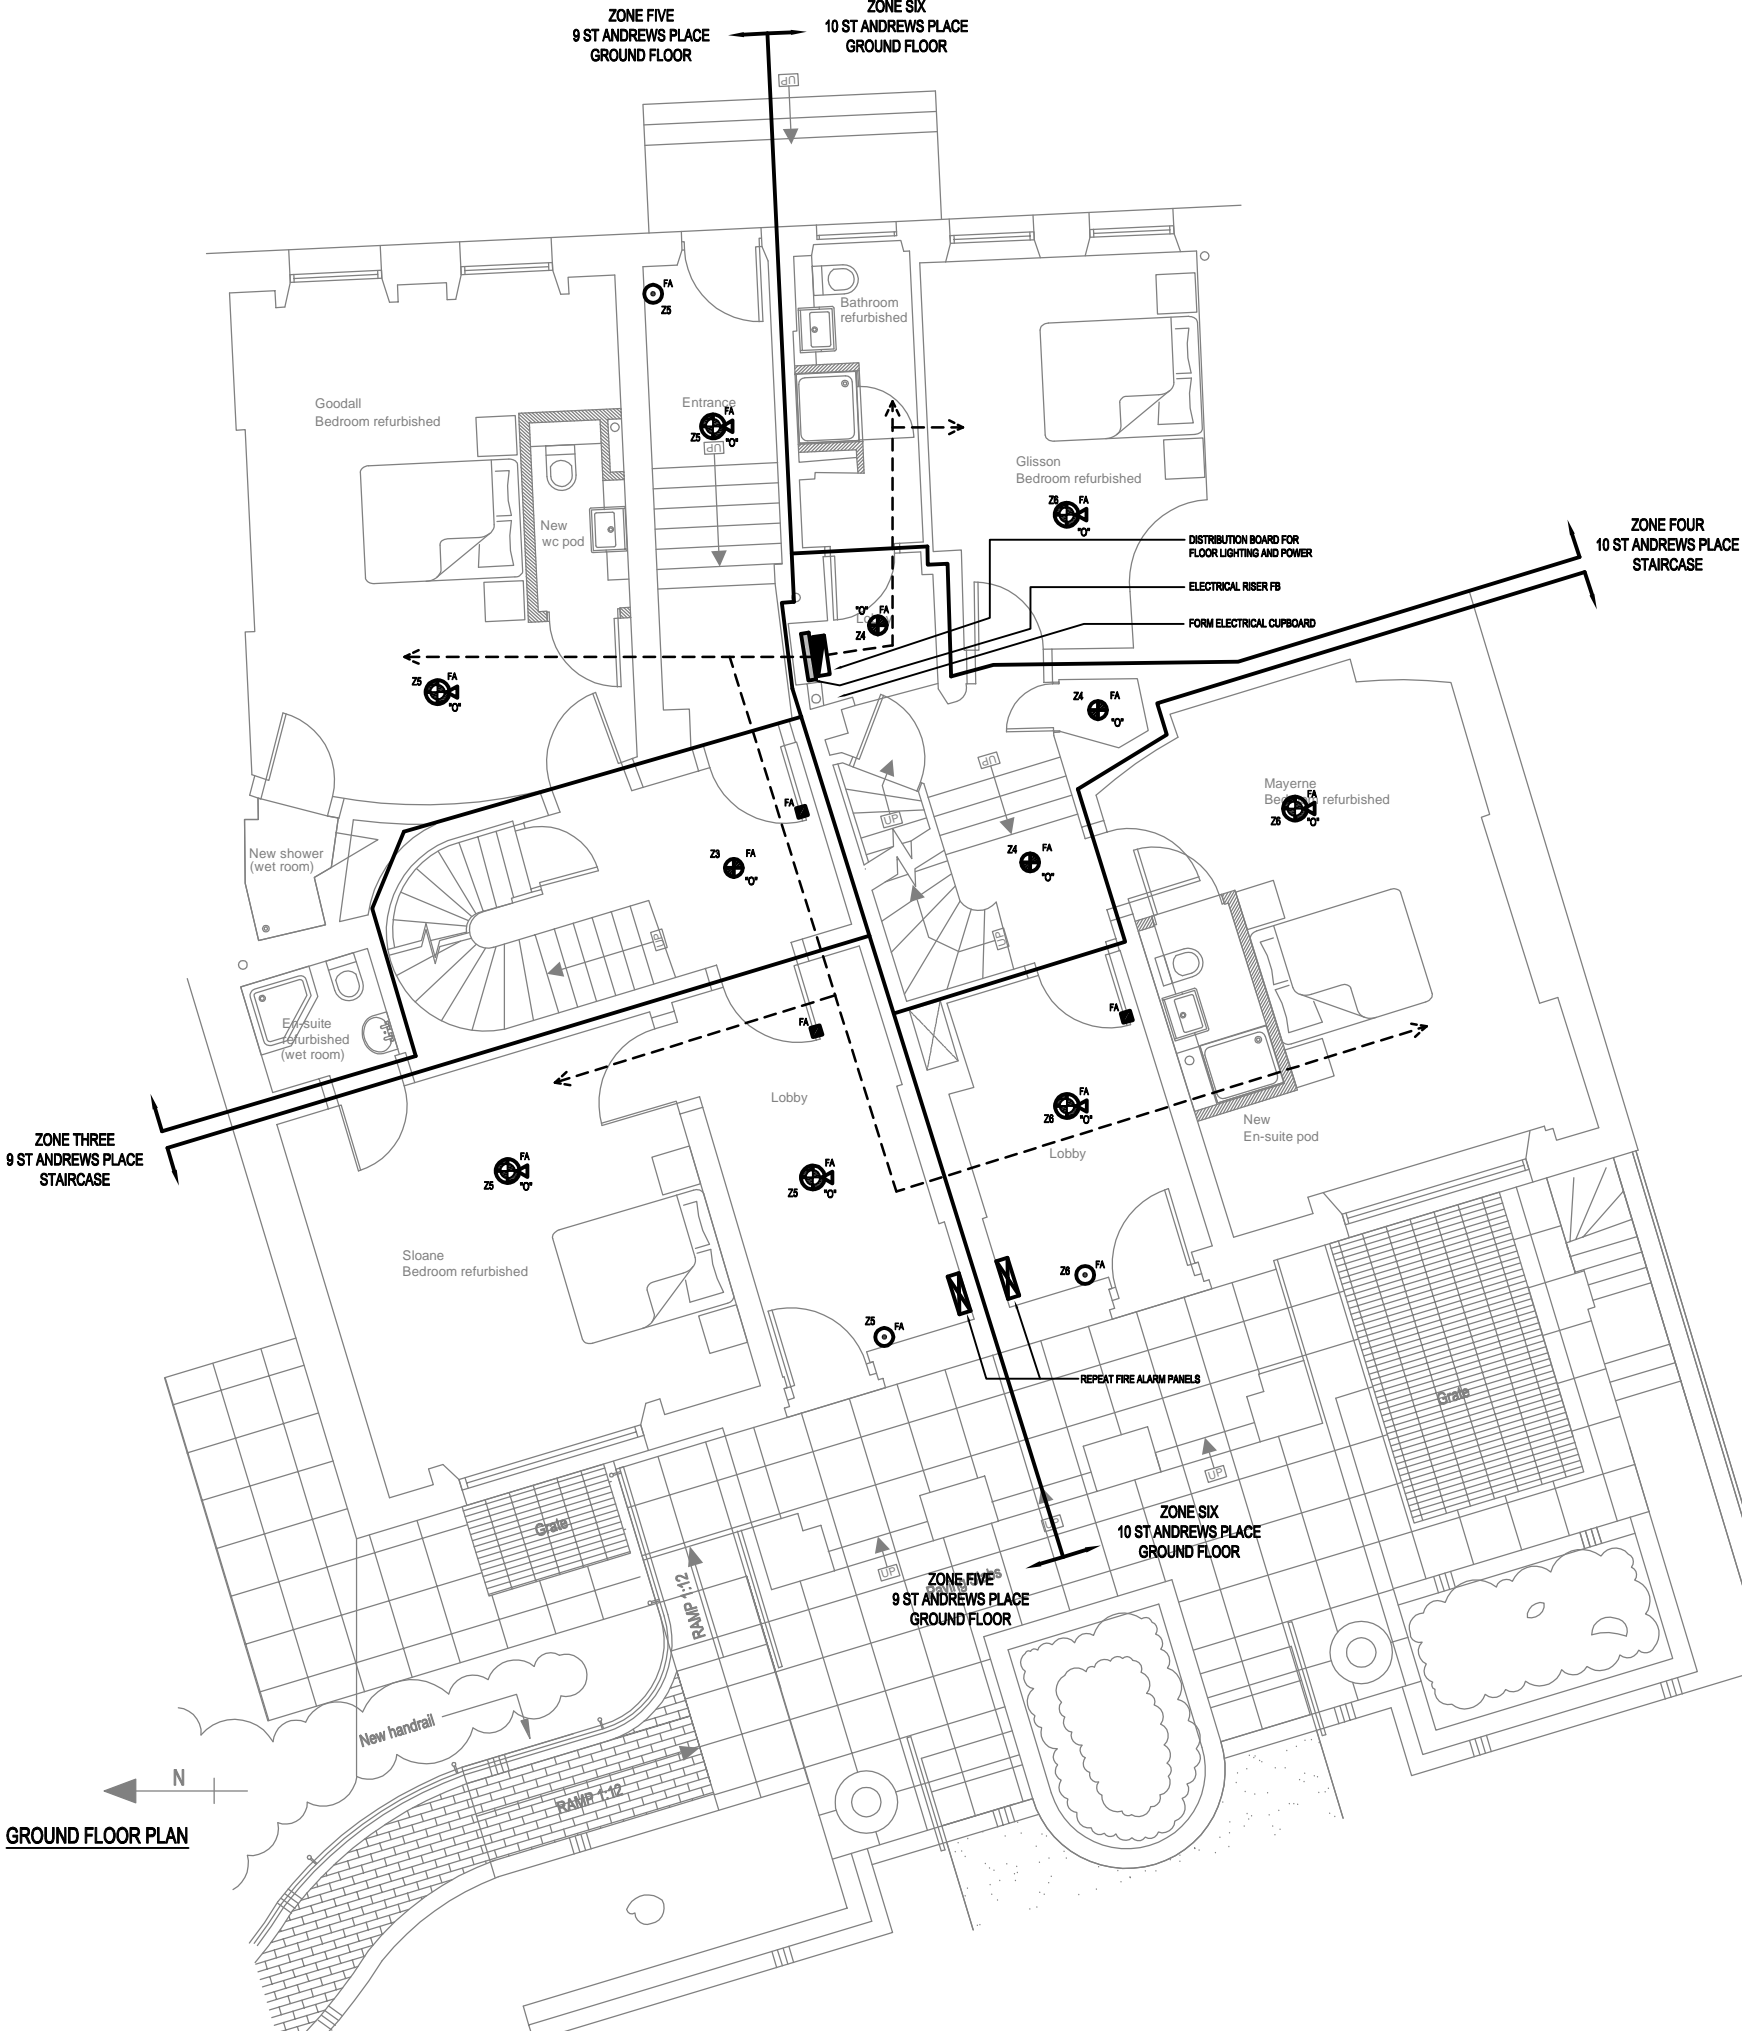 ZONE FIVE
9 ST ANDREWS PLACE
GROUND FLOOR
ZONE SIX
10 ST ANDREWS PLACE
GROUND FLOOR
UP
FA
Z5
Bathroom
refurbished
Goodall
Bedroom refurbished
Entrance
FA
Z5
"O"
UP
Glisson
Bedroom refurbished
Z6
FA
"O"
New
wc pod
DISTRIBUTION BOARD FOR
FLOOR LIGHTING AND POWER
ELECTRICAL RISER FB
FORM ELECTRICAL CUPBOARD
ZONE FOUR
10 ST ANDREWS PLACE
STAIRCASE
"O"
FA
Z4
Z5
FA
"O"
Z4
FA
"O"
UP
UP
Mayerne
Bedroom refurbished
FA
Z6
"O"
FA
New shower
(wet room)
Z3
FA
"O"
Z4
FA
"O"
UP
UP
En-suite
refurbished
(wet room)
FA
FA
Lobby
FA
Z6
"O"
Lobby
New
En-suite pod
ZONE THREE
9 ST ANDREWS PLACE
STAIRCASE
FA
Z5
"O"
FA
Z5
"O"
Sloane
Bedroom refurbished
Z6
FA
Z5
FA
REPEAT FIRE ALARM PANELS
Grate
Grate
UP
UP
UP
ZONE SIX
10 ST ANDREWS PLACE
GROUND FLOOR
ZONE FIVE
9 ST ANDREWS PLACE
GROUND FLOOR
RAMP 1:12
New handrail
RAMP 1:12
N
GROUND FLOOR PLAN